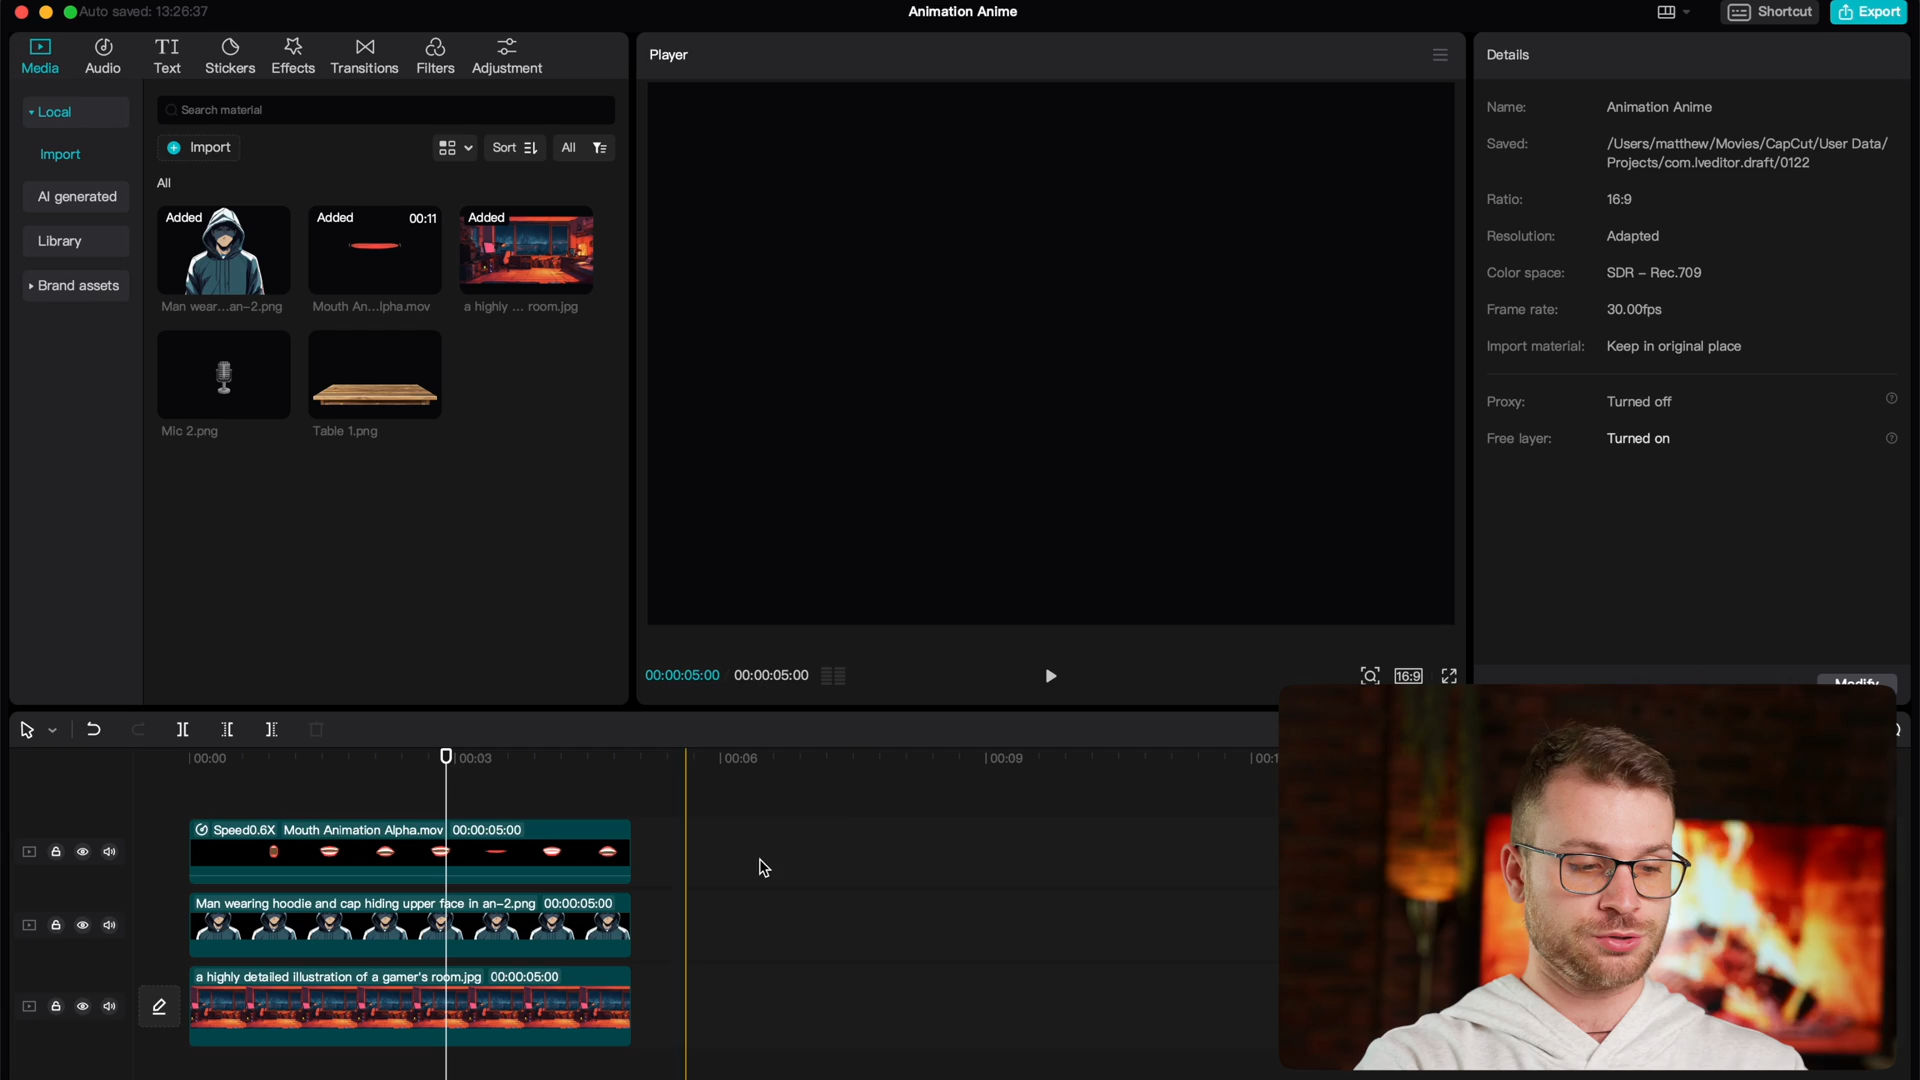 Auto saved: 13:26:37
Animation Anime
Shortcut
Export
Media
Audio
TI
Text
Stickers
Effects
Transitions
Filters
Adjustment
Local
Import
AI generated
Library
Brand assets
Search material
Import
Sort
All
All
Added
Added
00:11
Added
Man wear...an-2.png
Mouth An...lpha.mov
a highly ... room.jpg
Mic 2.png
Table 1.png
Player
00:00:05:00
00:00:05:00
16:9
Details
Name: Animation Anime
Saved: /Users/matthew/Movies/CapCut/User Data/
Projects/com.lveditor.draft/0122
Ratio: 16:9
Resolution: Adapted
Color space: SDR – Rec.709
Frame rate: 30.00fps
Import material: Keep in original place
Proxy: Turned off
Free layer: Turned on
Modify
00:00
00:03
00:06
00:09
Speed0.6X Mouth Animation Alpha.mov 00:00:05:00
Man wearing hoodie and cap hiding upper face in an-2.png 00:00:05:00
a highly detailed illustration of a gamer's room.jpg 00:00:05:00